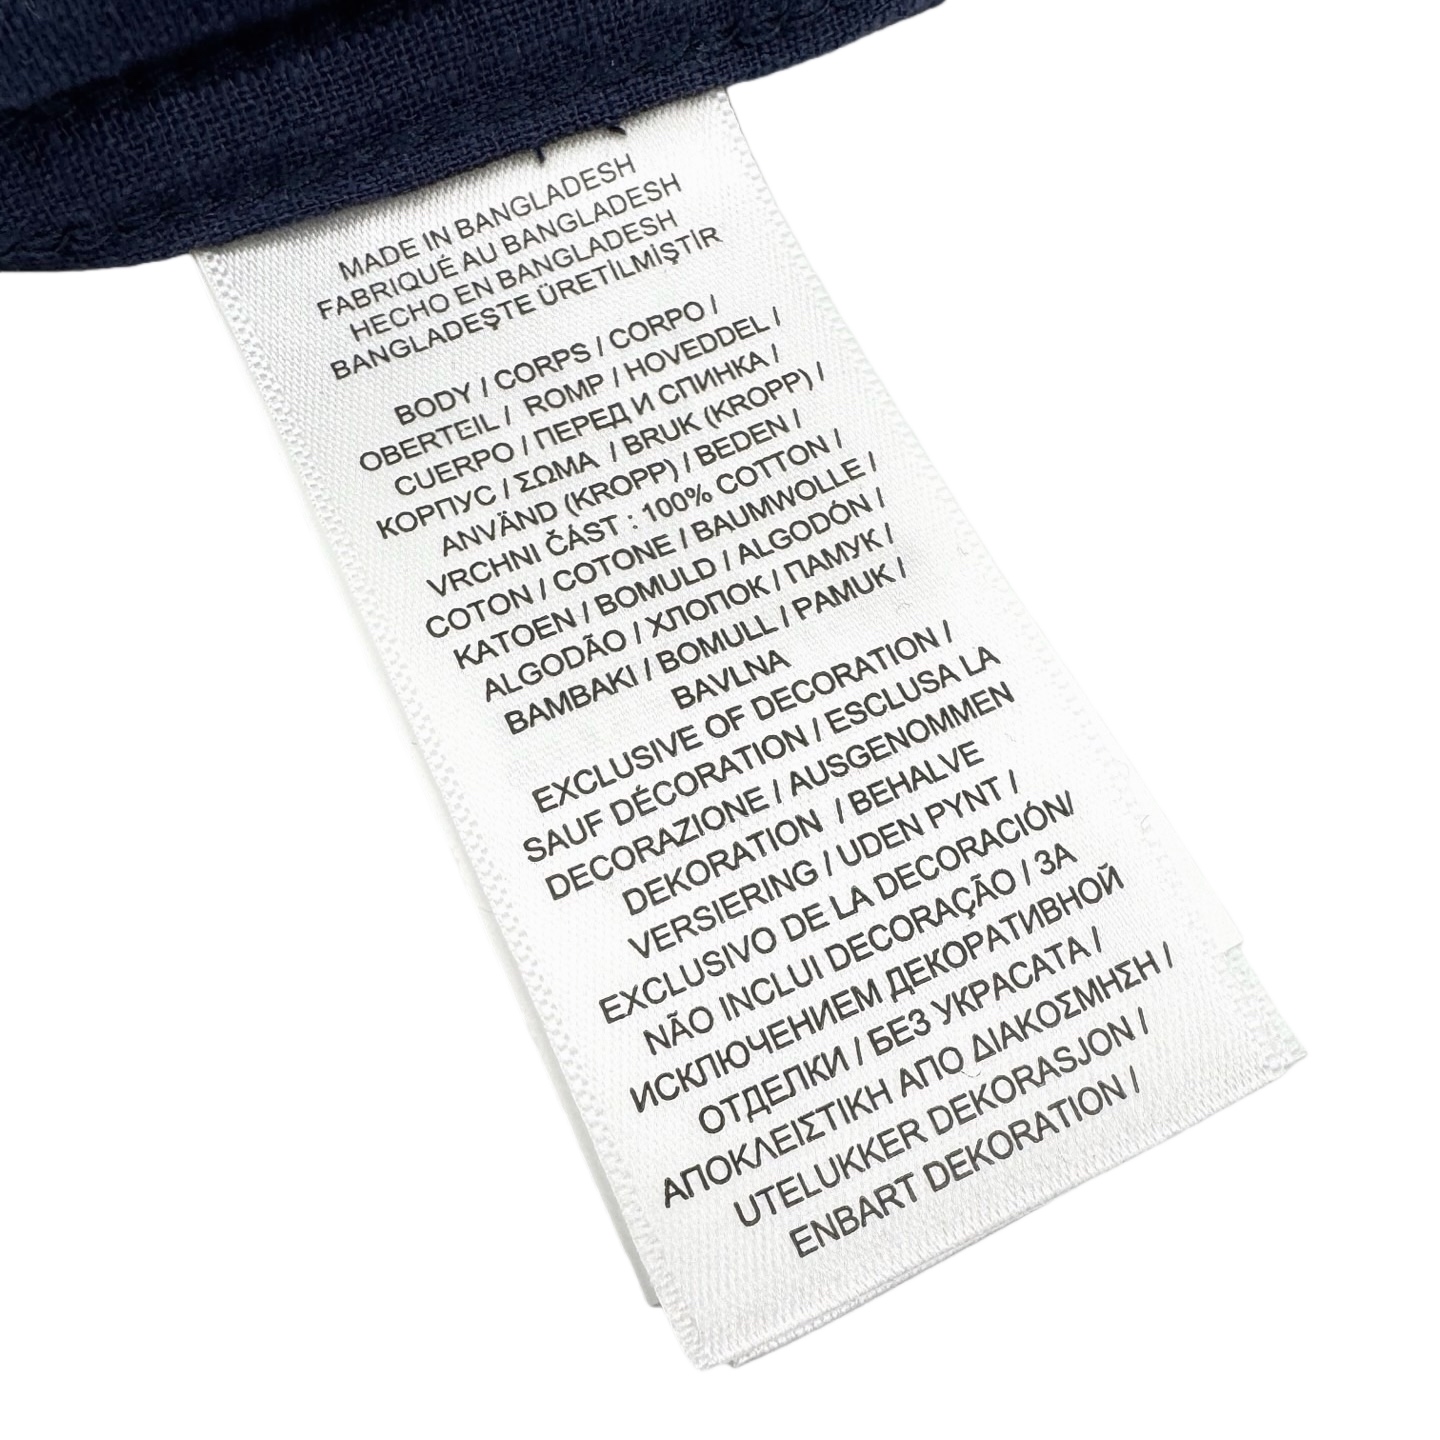 MADE IN BANGLADESH
FABRIQUÉ AU BANGLADESH
HECHO EN BANGLADESH
BANGLADEŞTE ÜRETİLMİŞTİR
BODY / CORPS / CORPO /
OBERTEIL / ROMP / HOVEDDEL /
CUERPO / ПЕРЕД И СПИНКА /
КОРПУС / ΣΩΜΑ / BRUK (KROPP) /
ANVÄND (KROPP) / BEDEN /
VRCHNI ČÁST : 100% COTTON /
COTON / COTONE / BAUMWOLLE /
KATOEN / BOMULD / ALGODÓN /
ALGODÃO / ХЛОПОК / ПАМУК /
BAMBAKI / BOMULL / PAMUK /
BAVLNA
EXCLUSIVE OF DECORATION /
SAUF DÉCORATION / ESCLUSA LA
DECORAZIONE / AUSGENOMMEN
DEKORATION / BEHALVE
VERSIERING / UDEN PYNT /
EXCLUSIVO DE LA DECORACIÓN/
NÃO INCLUI DECORAÇÃO / ЗА
ИСКЛЮЧЕНИЕМ ДЕКОРАТИВНОЙ
ОТДЕЛКИ / БЕЗ УКРАСАТА /
ΑΠΟΚΛΕΙΣΤΙΚΗ ΑΠΟ ΔΙΑΚΟΣΜΗΣΗ /
UTELUKKER DEKORASJON /
ENBART DEKORATION /